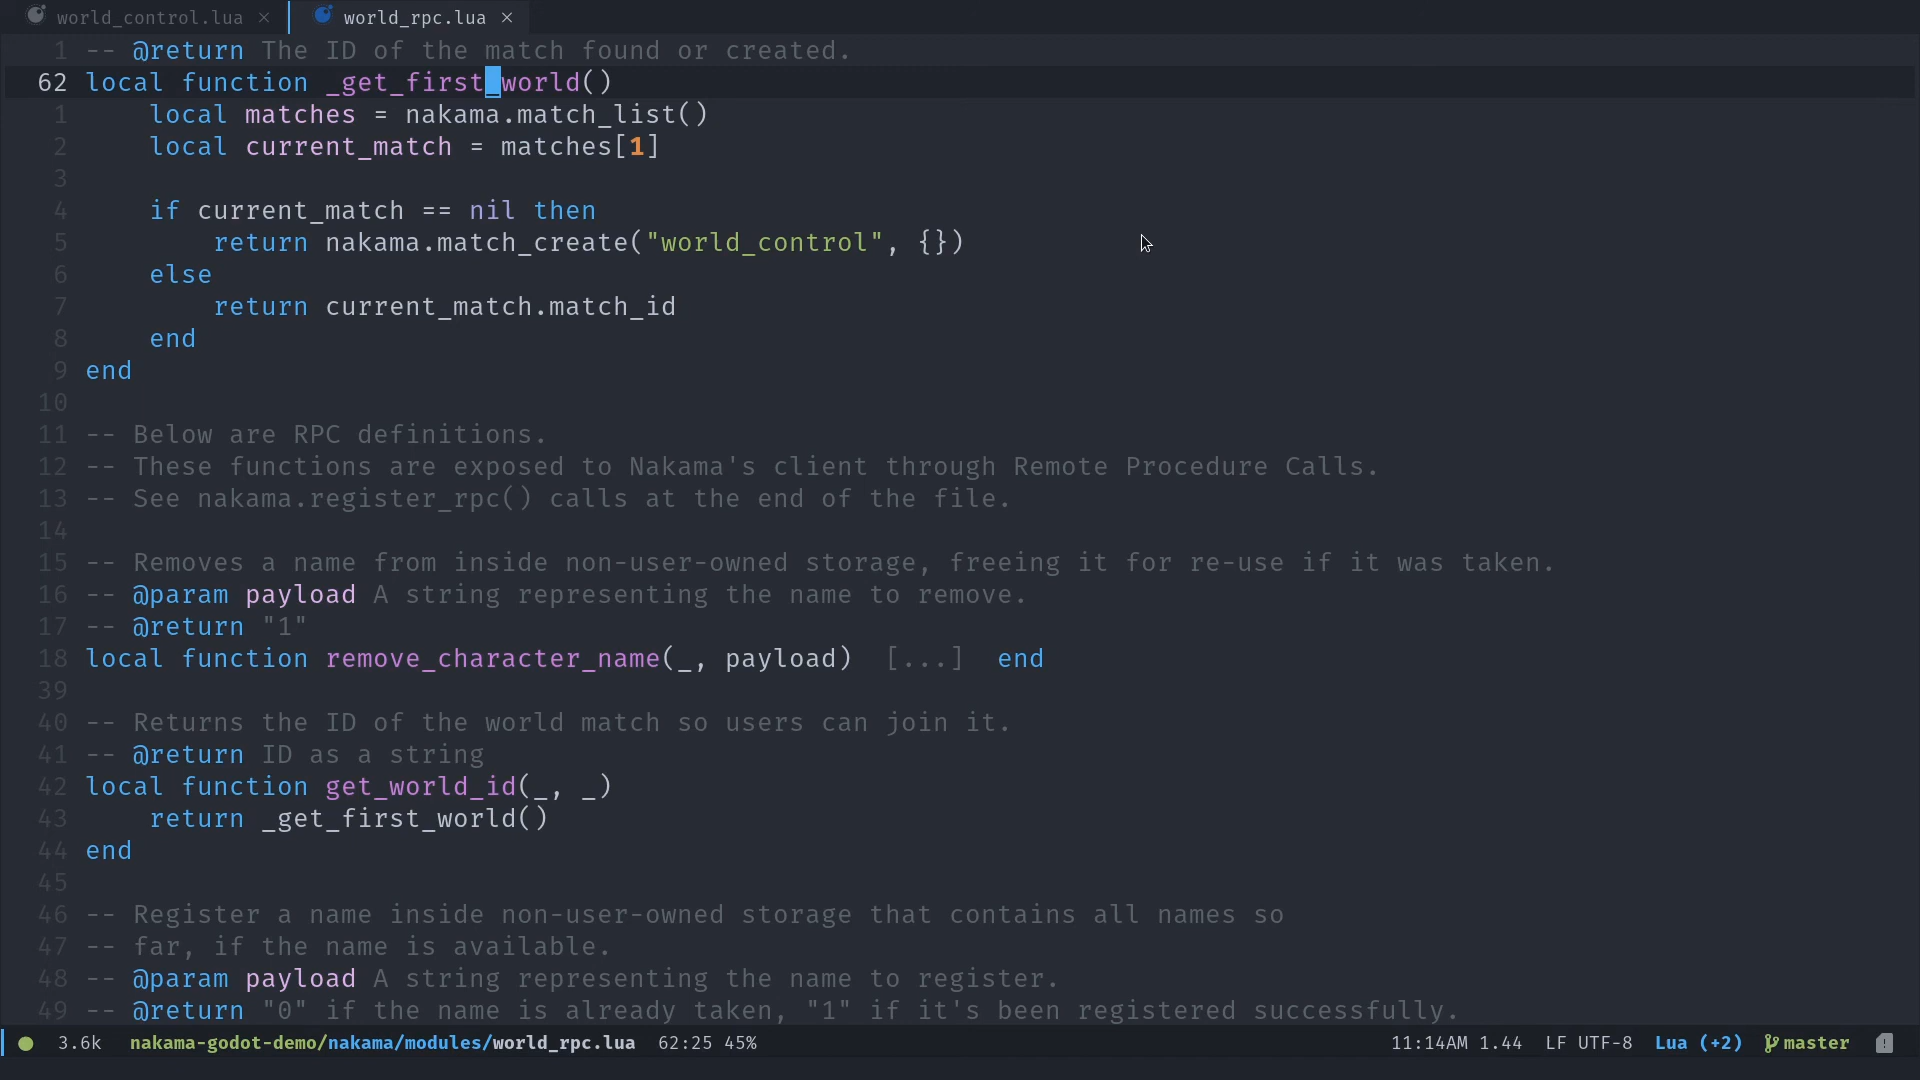 world_control.lua × world_rpc.lua ×
1 -- @return The ID of the match found or created.
62 local function _get_first_world()
1 local matches = nakama.match_list()
2 local current_match = matches[1]
3
4 if current_match == nil then
5 return nakama.match_create("world_control", {})
6 else
7 return current_match.match_id
8 end
9 end
10
11 -- Below are RPC definitions.
12 -- These functions are exposed to Nakama's client through Remote Procedure Calls.
13 -- See nakama.register_rpc() calls at the end of the file.
14
15 -- Removes a name from inside non-user-owned storage, freeing it for re-use if it was taken.
16 -- @param payload A string representing the name to remove.
17 -- @return "1"
18 local function remove_character_name(_, payload) [...] end
39
40 -- Returns the ID of the world match so users can join it.
41 -- @return ID as a string
42 local function get_world_id(_, _)
43 return _get_first_world()
44 end
45
46 -- Register a name inside non-user-owned storage that contains all names so
47 -- far, if the name is available.
48 -- @param payload A string representing the name to register.
49 -- @return "0" if the name is already taken, "1" if it's been registered successfully.
3.6k nakama-godot-demo/nakama/modules/world_rpc.lua 62:25 45% 11:14AM 1.44 LF UTF-8 Lua (+2) master